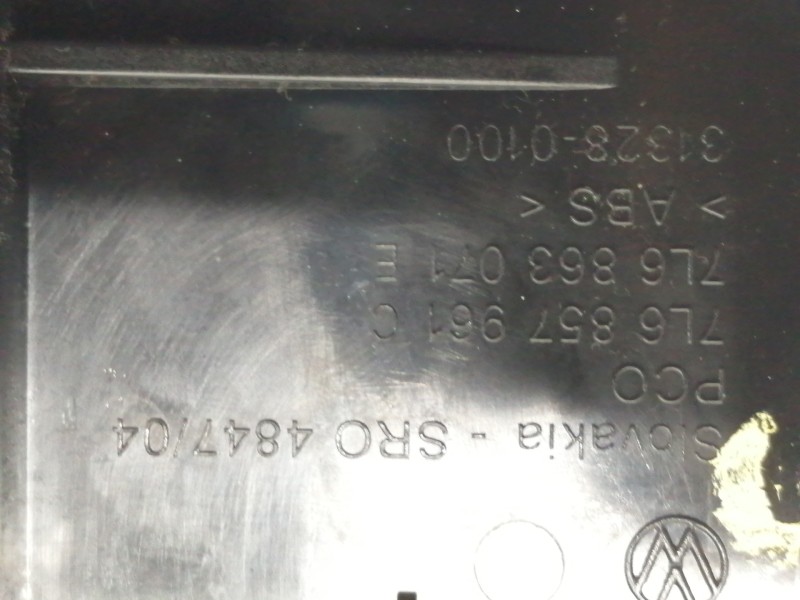 Slovakia - SRO 4847/04
PCO
7L6 857 961 C
7L6 863 071 E
> ABS <
31328-0100